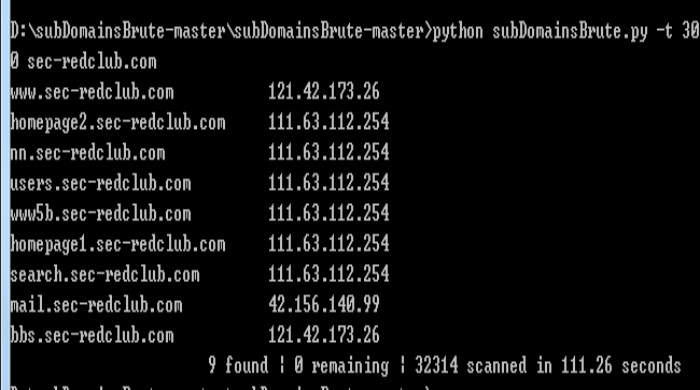 D:\subDomainsBrute-master\subDomainsBrute-master>python subDomainsBrute.py -t 30
0 sec-redclub.com
www.sec-redclub.com 121.42.173.26
homepage2.sec-redclub.com 111.63.112.254
nn.sec-redclub.com 111.63.112.254
users.sec-redclub.com 111.63.112.254
www5b.sec-redclub.com 111.63.112.254
homepage1.sec-redclub.com 111.63.112.254
search.sec-redclub.com 111.63.112.254
mail.sec-redclub.com 42.156.140.99
bbs.sec-redclub.com 121.42.173.26
9 found | 0 remaining | 32314 scanned in 111.26 seconds